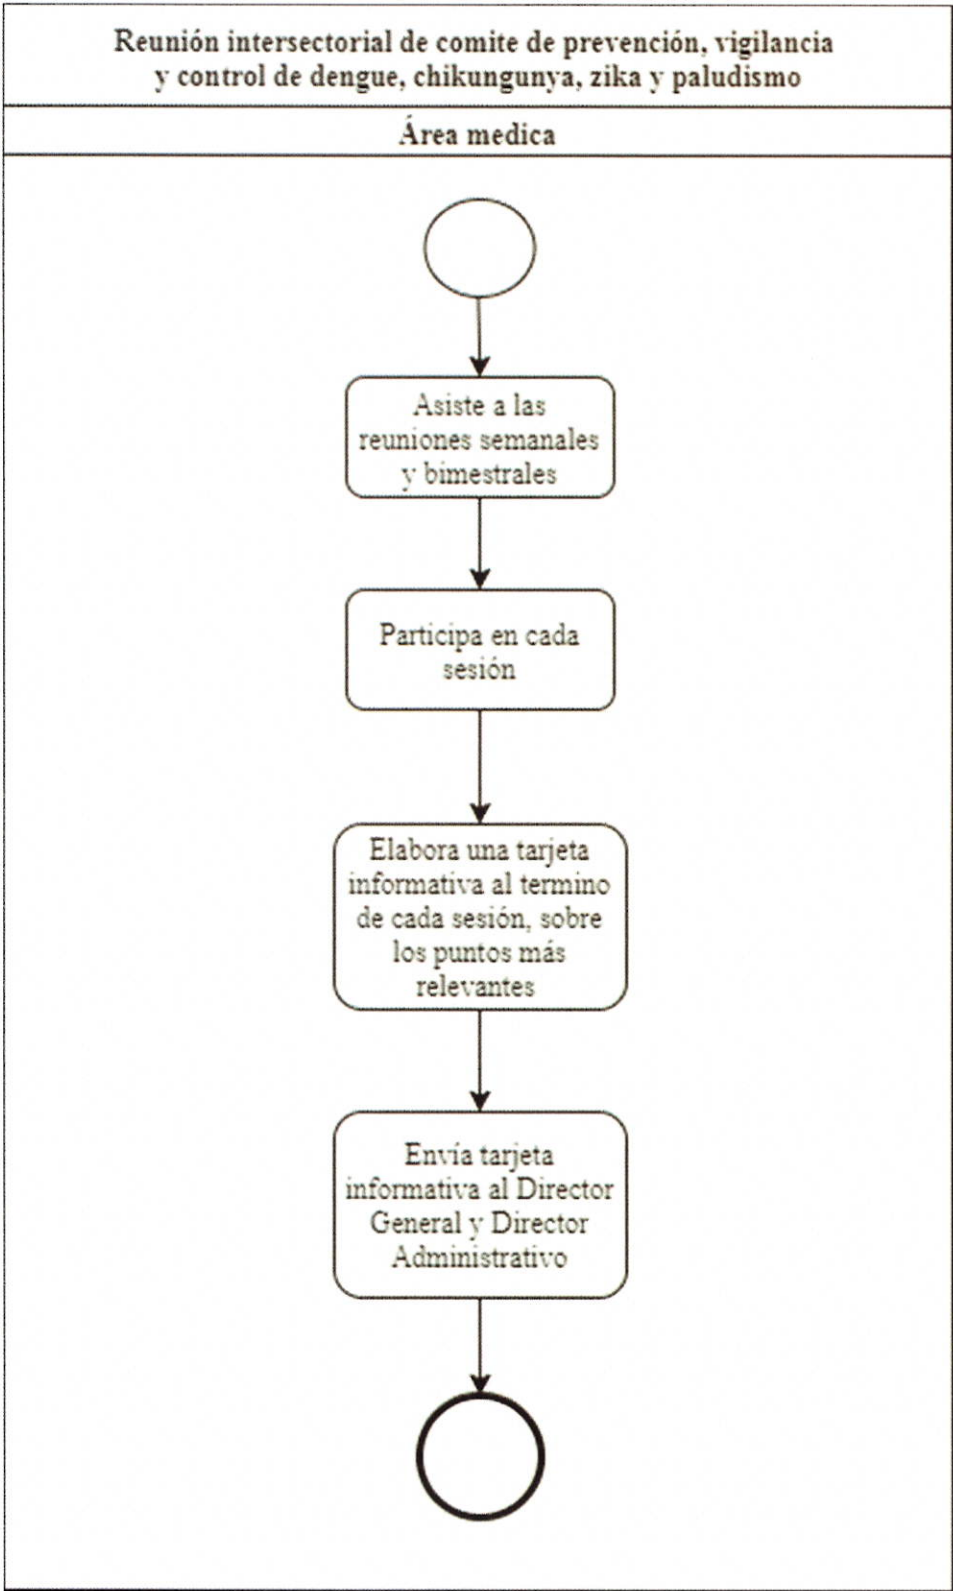 Reunión intersectorial de comite de prevención, vigilancia
y control de dengue, chikungunya, zika y paludismo
Área medica
Asiste a las
reuniones semanales
y bimestrales
Participa en cada
sesión
Elabora una tarjeta
informativa al termino
de cada sesión, sobre
los puntos más
relevantes
Envía tarjeta
informativa al Director
General y Director
Administrativo